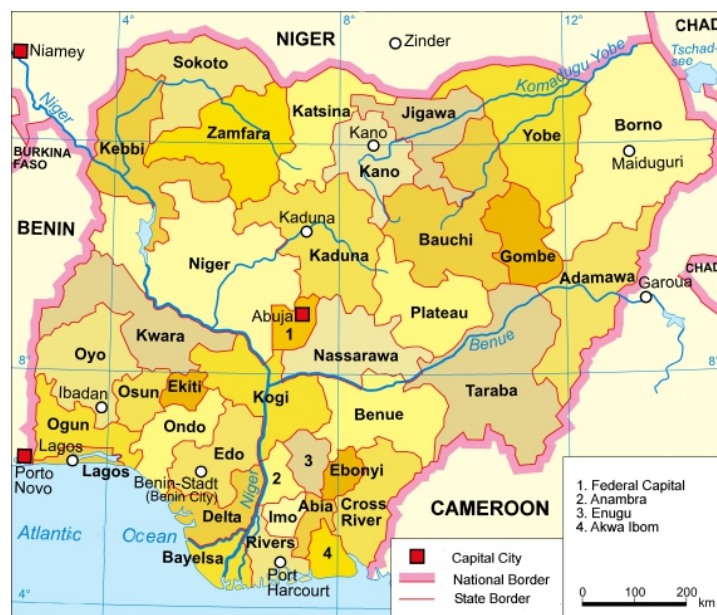 4°
8°
12°
CHAD
Niamey
NIGER
Zinder
Tschad-
see
Sokoto
Komadugu Yobe
Niger
Katsina
Jigawa
Zamfara
Yobe
Borno
Kebbi
Kano
Kano
Maiduguri
BURKINA
FASO
BENIN
Kaduna
Bauchi
Gombe
Niger
Kaduna
Adamawa
CHAD
Garoua
Abuja
1
Plateau
Kwara
Benue
Oyo
Nassarawa
8°
8°
Taraba
Ibadan
Osun
Ekiti
Kogi
Benue
Ogun
Ondo
Edo
3
Ebonyi
Lagos
Lagos
Porto
Novo
Benin-Stadt
(Benin City)
Niger
2
Abia
Cross
River
CAMEROON
Delta
Imo
Atlantic
Ocean
Bayelsa
Rivers
4
Port
Harcourt
4°
1. Federal Capital
2. Anambra
3. Enugu
4. Akwa Ibom
Capital City
National Border
State Border
0
100
200
km